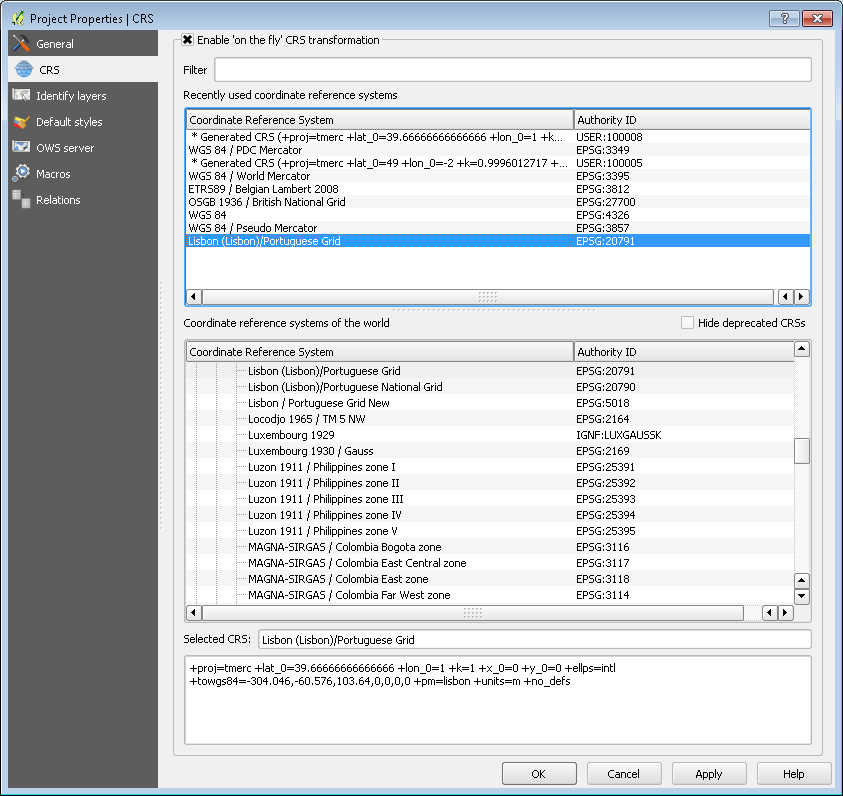 Project Properties | CRS
General
CRS
Identify layers
Default styles
OWS server
Macros
Relations
Enable 'on the fly' CRS transformation
Filter
Recently used coordinate reference systems
Coordinate Reference System Authority ID
* Generated CRS (+proj=tmerc +lat_0=39.66666666666666 +lon_0=1 +k... USER:100008
WGS 84 / PDC Mercator EPSG:3349
* Generated CRS (+proj=tmerc +lat_0=49 +lon_0=-2 +k=0.9996012717 +... USER:100005
WGS 84 / World Mercator EPSG:3395
ETRS89 / Belgian Lambert 2008 EPSG:3812
OSGB 1936 / British National Grid EPSG:27700
WGS 84 EPSG:4326
WGS 84 / Pseudo Mercator EPSG:3857
Lisbon (Lisbon)/Portuguese Grid EPSG:20791
Coordinate reference systems of the world
Hide deprecated CRSs
Coordinate Reference System Authority ID
Lisbon (Lisbon)/Portuguese Grid EPSG:20791
Lisbon (Lisbon)/Portuguese National Grid EPSG:20790
Lisbon / Portuguese Grid New EPSG:5018
Locodjo 1965 / TM 5 NW EPSG:2164
Luxembourg 1929 IGNF:LUXGAUSSK
Luxembourg 1930 / Gauss EPSG:2169
Luzon 1911 / Philippines zone I EPSG:25391
Luzon 1911 / Philippines zone II EPSG:25392
Luzon 1911 / Philippines zone III EPSG:25393
Luzon 1911 / Philippines zone IV EPSG:25394
Luzon 1911 / Philippines zone V EPSG:25395
MAGNA-SIRGAS / Colombia Bogota zone EPSG:3116
MAGNA-SIRGAS / Colombia East Central zone EPSG:3117
MAGNA-SIRGAS / Colombia East zone EPSG:3118
MAGNA-SIRGAS / Colombia Far West zone EPSG:3114
Selected CRS: Lisbon (Lisbon)/Portuguese Grid
+proj=tmerc +lat_0=39.66666666666666 +lon_0=1 +k=1 +x_0=0 +y_0=0 +ellps=intl
+towgs84=-304.046,-60.576,103.64,0,0,0,0 +pm=lisbon +units=m +no_defs
OK
Cancel
Apply
Help